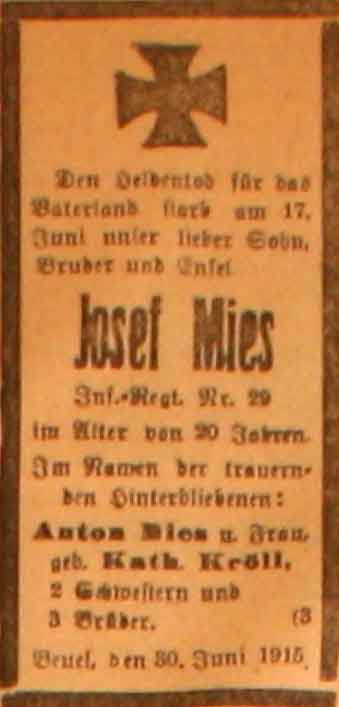 Den Heldentod für das
Vaterland starb am 17.
Juni unser lieber Sohn,
Bruder und Enkel
Josef Mies
Inf.-Regt. Nr. 29
im Alter von 20 Jahren.
Im Namen der trauern-
den Hinterbliebenen:
Anton Mies u. Frau,
geb. Kath. Kröll,
2 Schwestern und
3 Brüder. (3
Beuel, den 30. Juni 1915.